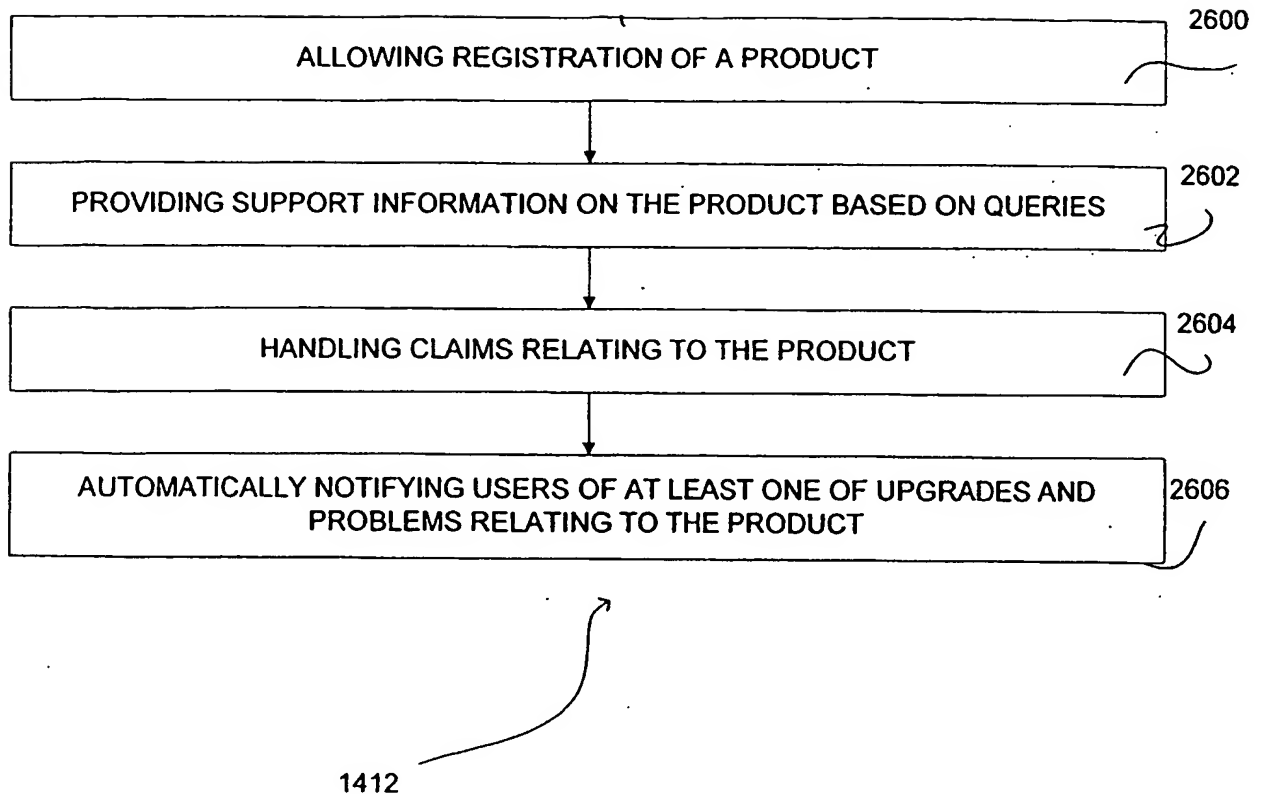 2600
ALLOWING REGISTRATION OF A PRODUCT
2602
PROVIDING SUPPORT INFORMATION ON THE PRODUCT BASED ON QUERIES
2604
HANDLING CLAIMS RELATING TO THE PRODUCT
2606
AUTOMATICALLY NOTIFYING USERS OF AT LEAST ONE OF UPGRADES AND
PROBLEMS RELATING TO THE PRODUCT
1412